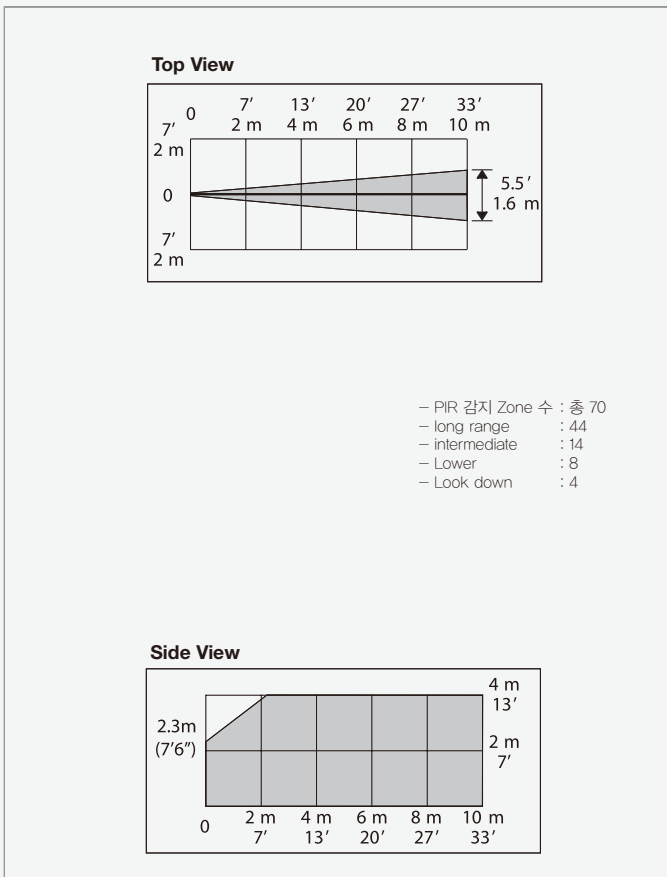 Top View
0 7′ 13′ 20′ 27′ 33′
2 m 4 m 6 m 8 m 10 m
7′
2 m
0
5.5′
1.6 m
7′
2 m
– PIR 감지 Zone 수 : 총 70
– long range : 44
– intermediate : 14
– Lower : 8
– Look down : 4
Side View
4 m
13′
2.3m
(7′6″)
2 m
7′
0 2 m 4 m 6 m 8 m 10 m
7′ 13′ 20′ 27′ 33′